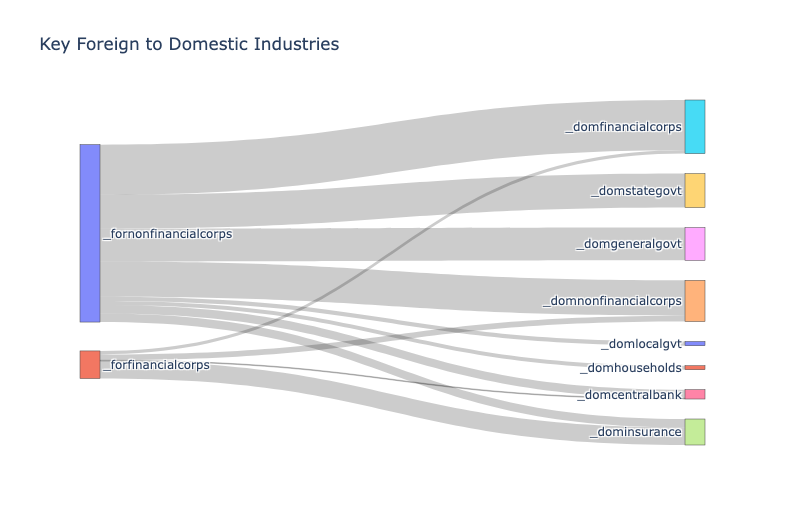 Key Foreign to Domestic Industries
_domfinancialcorps
_domstategovt
_fornonfinancialcorps
_domgeneralgovt
_domnonfinancialcorps
_domlocalgvt
_forfinancialcorps
_domhouseholds
_domcentralbank
_dominsurance